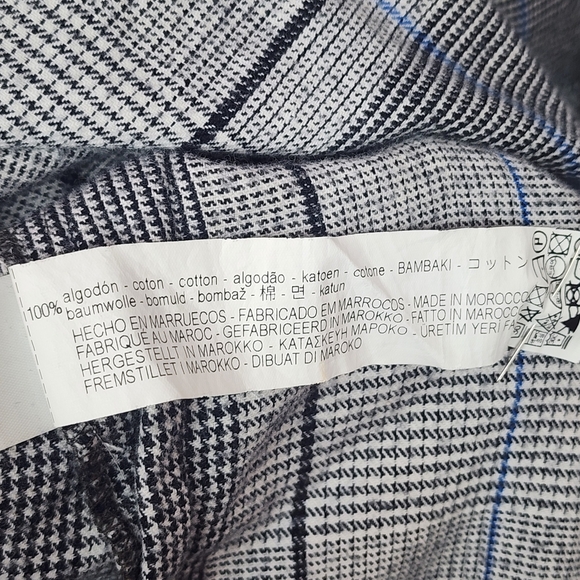 100% algodón - coton - cotton - algodão - katoen - cotone - BAMBAKI - コットン
baumwolle - bomuld - bombaž - 棉 - 면 - katun
HECHO EN MARRUECOS - FABRICADO EM MARROCOS - MADE IN MOROCCO
FABRIQUÉ AU MAROC - GEFABRICEERD IN MAROKKO - FATTO IN MAROCCO
HERGESTELLT IN MAROKKO - ΚΑΤΑΣΚΕΥΗ ΜΑΡΟΚΟ - ÜRETİM YERİ FAS
FREMSTILLET I MAROKKO - DIBUAT DI MAROKO